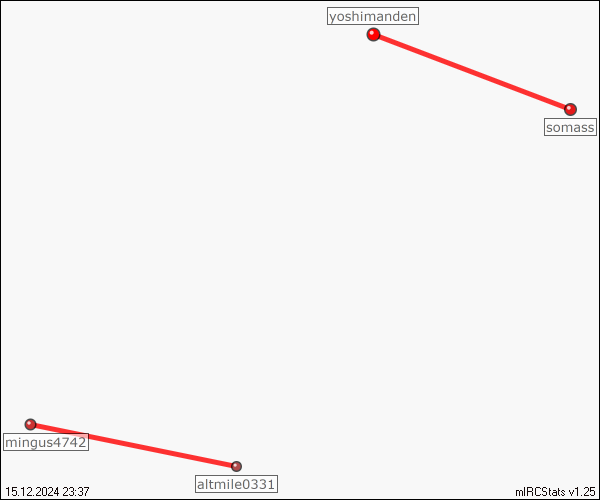 yoshimanden
somass
mingus4742
altmile0331
15.12.2024 23:37
mIRCStats v1.25